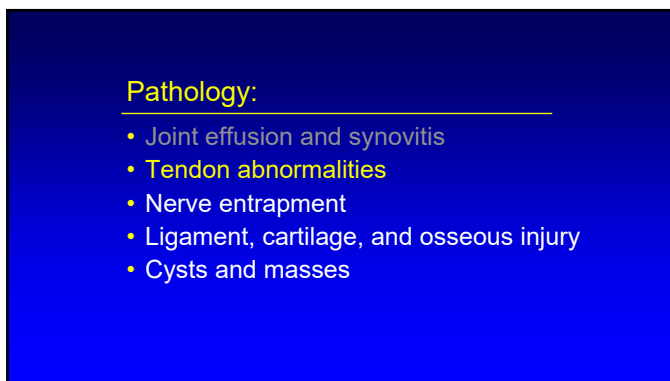 Pathology:
• Joint effusion and synovitis
• Tendon abnormalities
• Nerve entrapment
• Ligament, cartilage, and osseous injury
• Cysts and masses